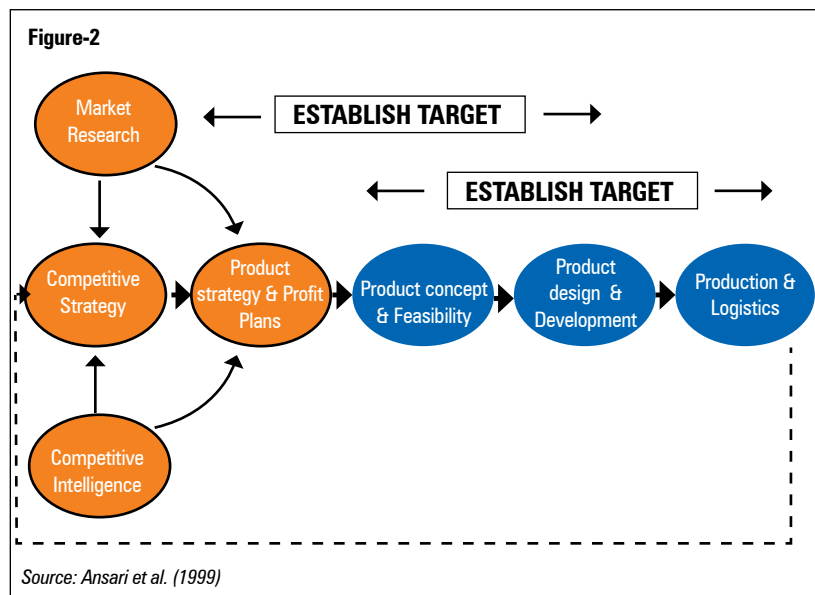 Figure-2
Market
Research
ESTABLISH TARGET
ESTABLISH TARGET
Competitive
Strategy
Product
strategy & Profit
Plans
Product concept
& Feasibility
Product
design &
Development
Production &
Logistics
Competitive
Intelligence
Source: Ansari et al. (1999)